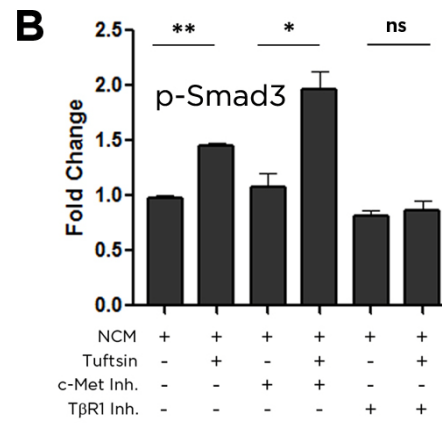 B
** * ns
p-Smad3
Fold Change
2.5
2.0
1.5
1.0
0.5
0.0
NCM + + + + + +
Tuftsin - + - + - +
c-Met Inh. - - + + - -
TβR1 Inh. - - - - + +